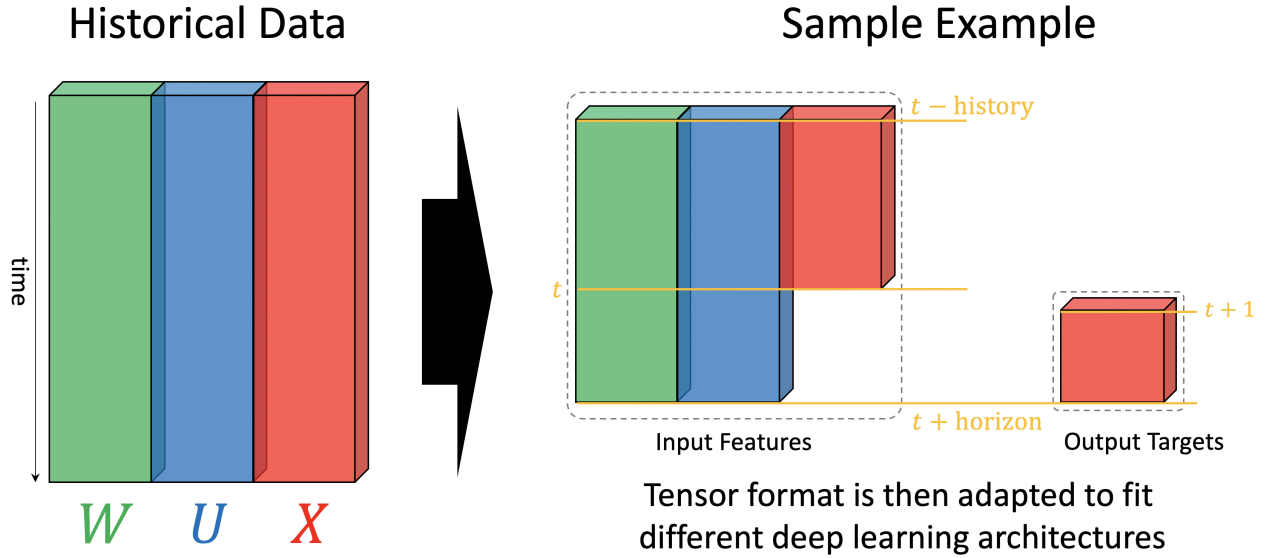 Historical Data
time
W U X
Sample Example
t − history
t
t + 1
t + horizon
Input Features
Output Targets
Tensor format is then adapted to fit
different deep learning architectures